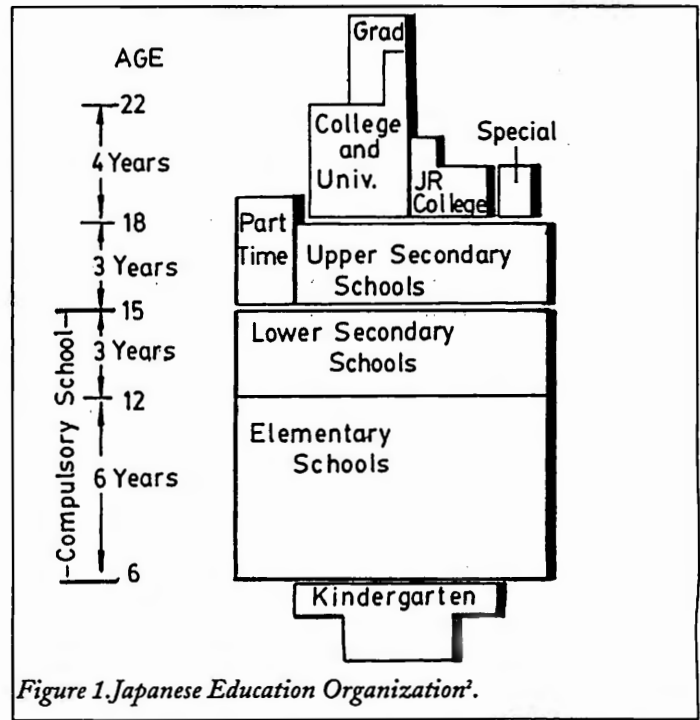 Grad
AGE
22
College
and
Univ.
Special
4 Years
JR
College
18
Part
Time
Upper Secondary
Schools
3 Years
15
Lower Secondary
Schools
3 Years
12
Compulsory School
Elementary
Schools
6 Years
6
Kindergarten
Figure 1. Japanese Education Organization².